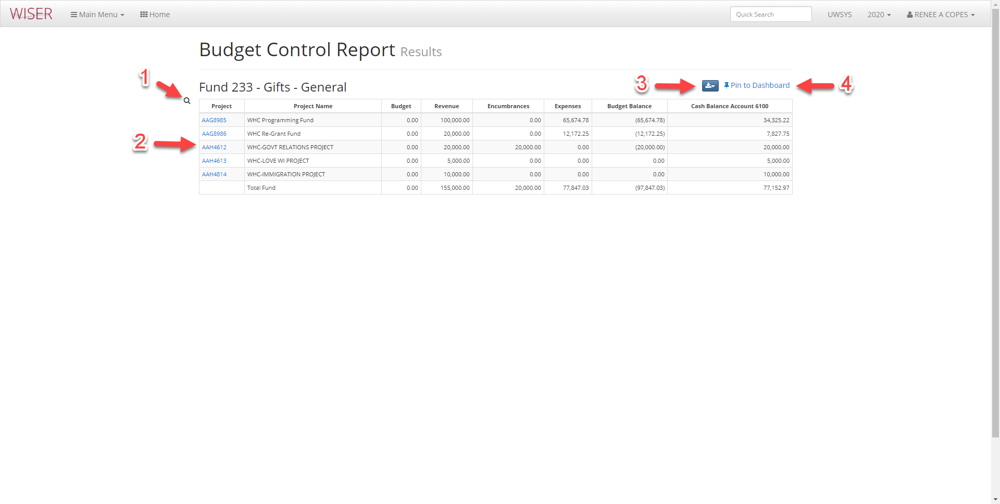 WISER Main Menu Home Quick Search UWSYS 2020 RENEE A COPES
Budget Control Report Results
1
Fund 233 - Gifts - General 3 Pin to Dashboard 4
Project Project Name Budget Revenue Encumbrances Expenses Budget Balance Cash Balance Account 6100
AAG8985 WHC Programming Fund 0.00 100,000.00 0.00 65,674.78 (65,674.78) 34,325.22
AAG8986 WHC Re-Grant Fund 0.00 20,000.00 0.00 12,172.25 (12,172.25) 7,827.75
2 AAH4612 WHC-GOVT RELATIONS PROJECT 0.00 20,000.00 20,000.00 0.00 (20,000.00) 20,000.00
AAH4613 WHC-LOVE WI PROJECT 0.00 5,000.00 0.00 0.00 0.00 5,000.00
AAH4814 WHC-IMMIGRATION PROJECT 0.00 10,000.00 0.00 0.00 0.00 10,000.00
Total Fund 0.00 155,000.00 20,000.00 77,847.03 (97,847.03) 77,152.97